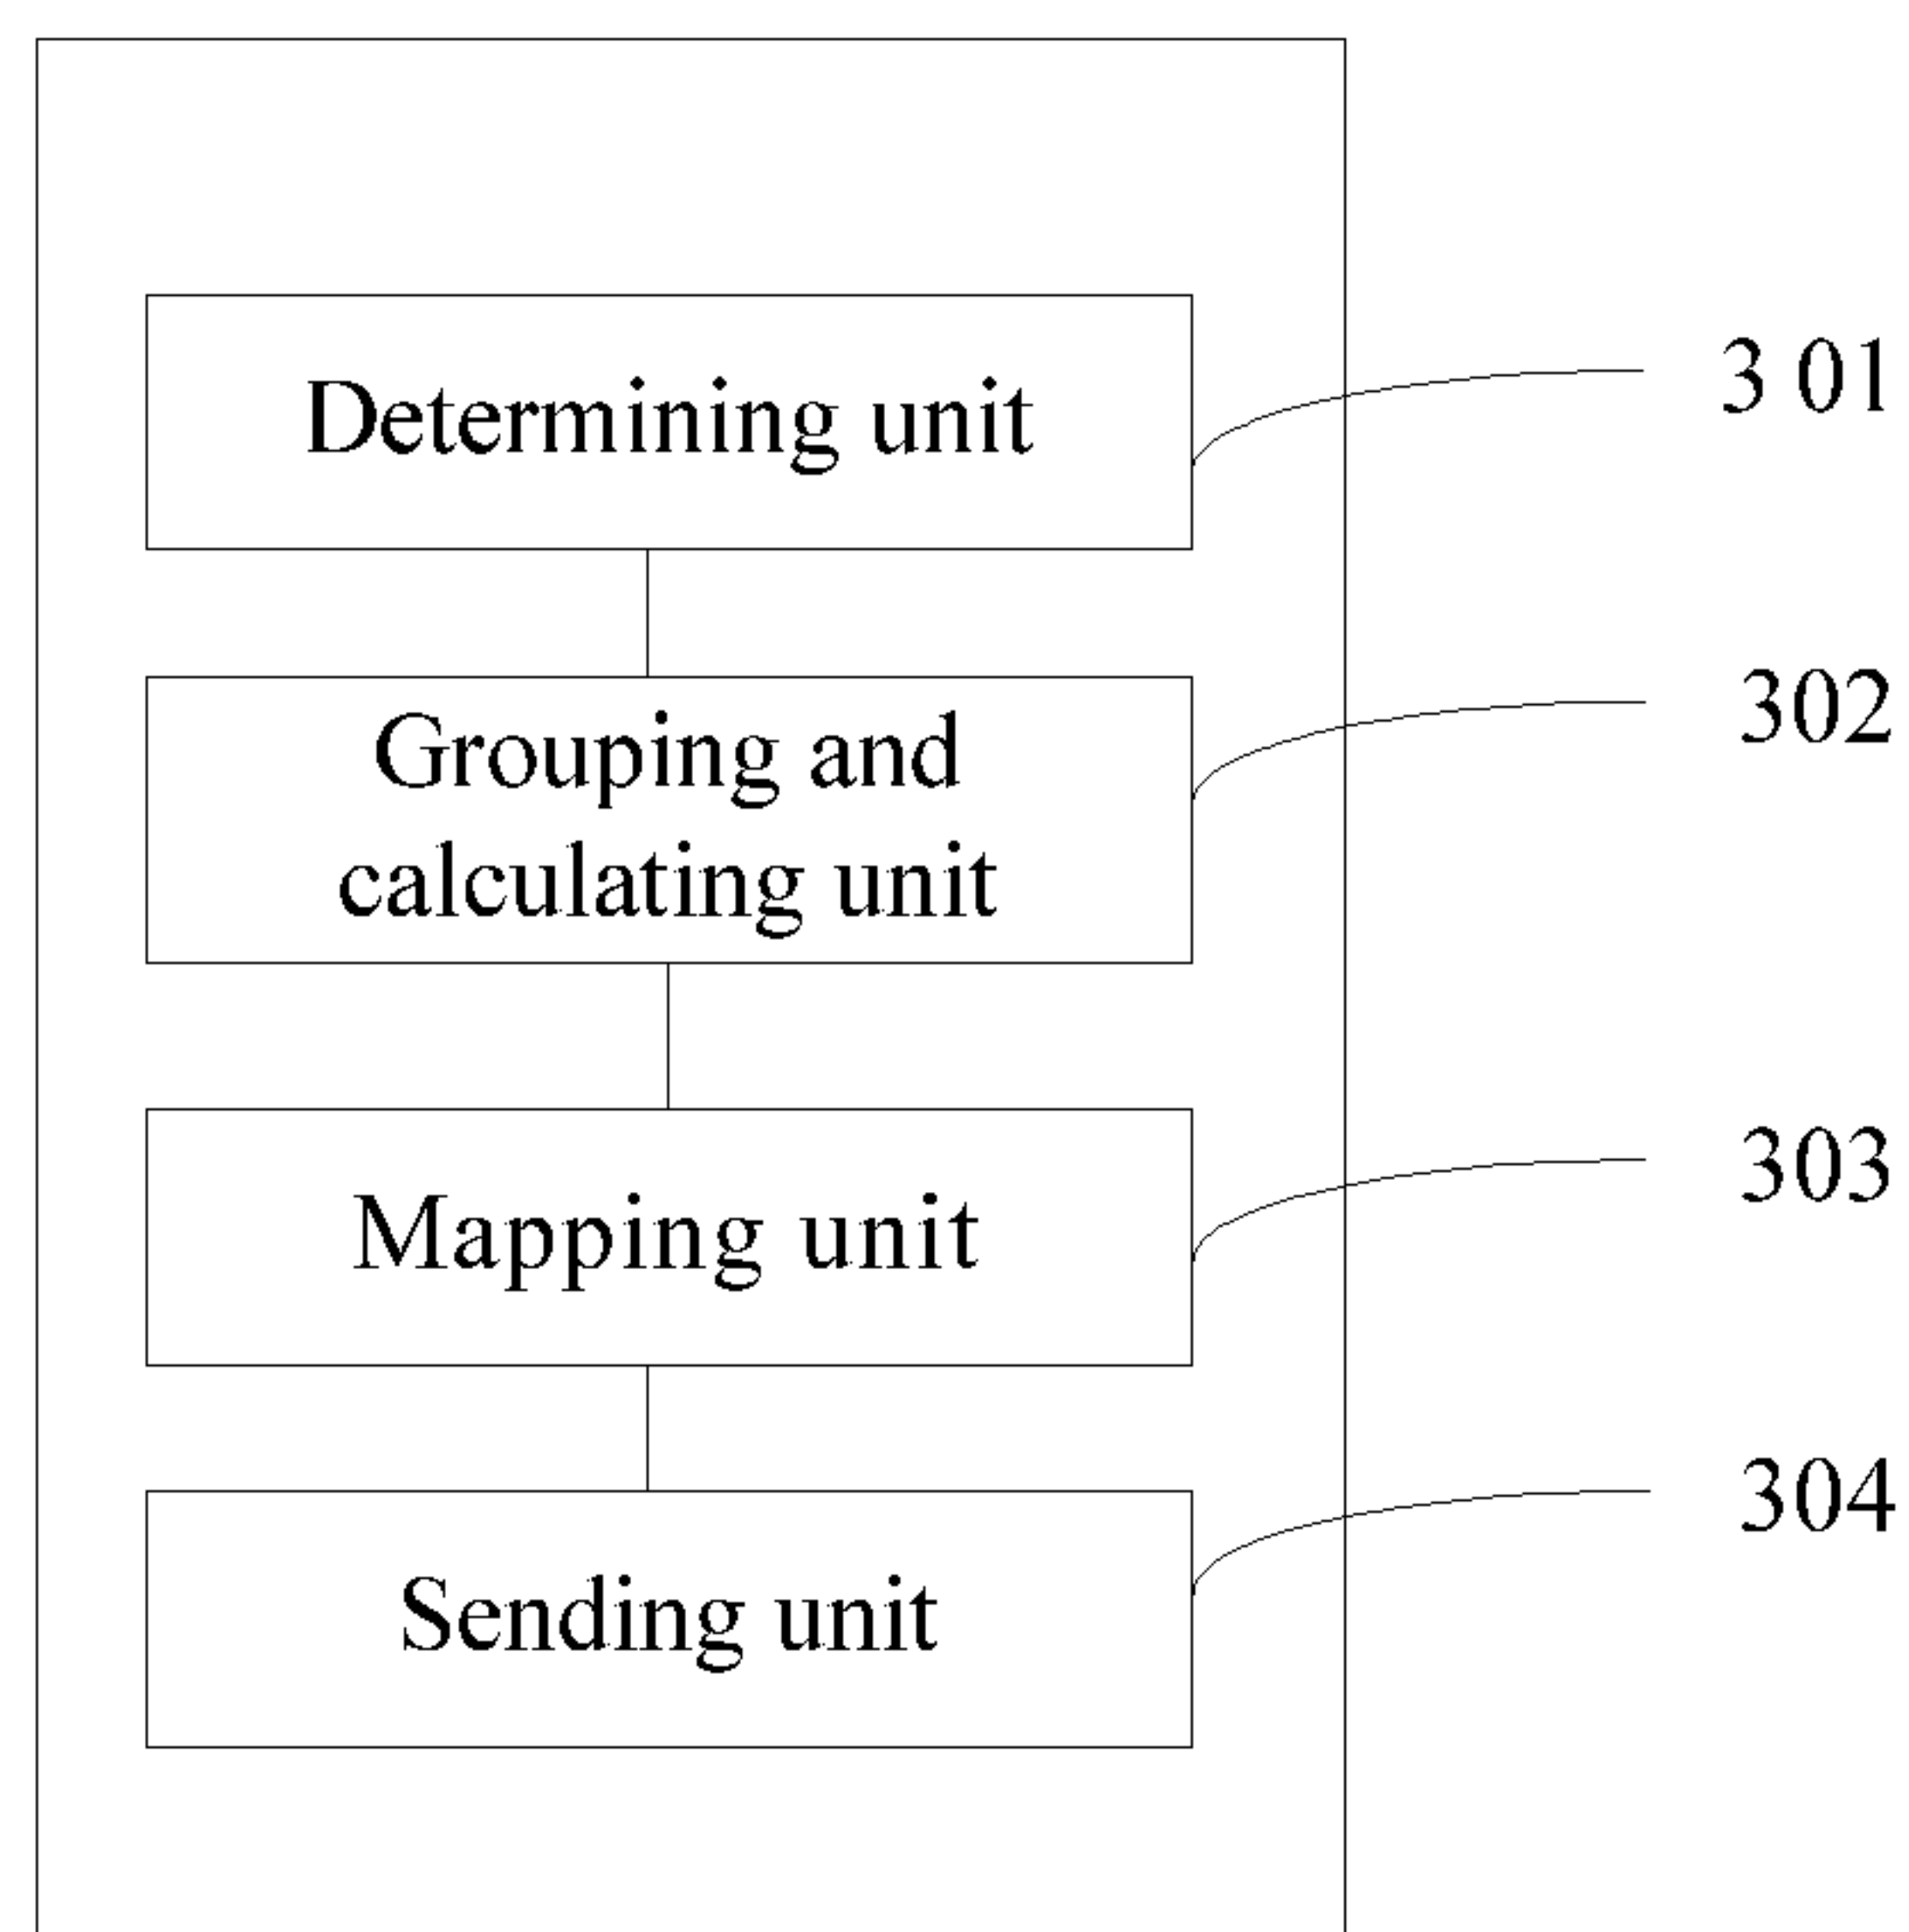 Determining unit
3 01
Grouping and
calculating unit
302
Mapping unit
303
Sending unit
304